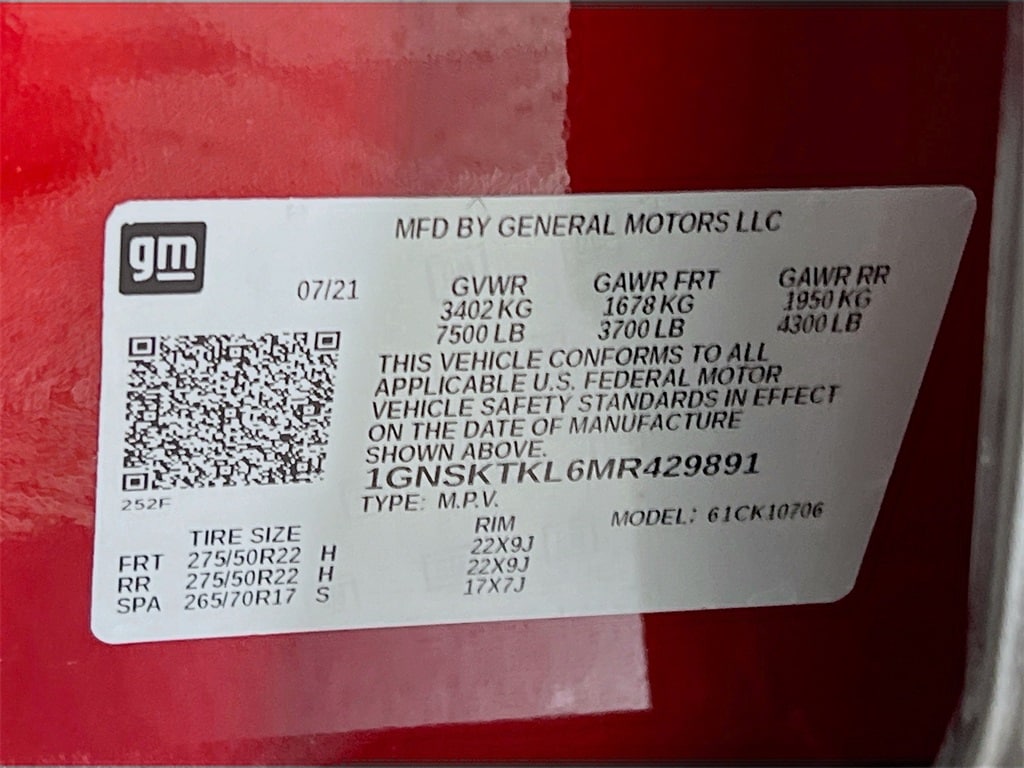 gm
MFD BY GENERAL MOTORS LLC
07/21 GVWR GAWR FRT GAWR RR
3402 KG 1678 KG 1950 KG
7500 LB 3700 LB 4300 LB
THIS VEHICLE CONFORMS TO ALL
APPLICABLE U.S. FEDERAL MOTOR
VEHICLE SAFETY STANDARDS IN EFFECT
ON THE DATE OF MANUFACTURE
SHOWN ABOVE.
1GNSKTKL6MR429891
252F
TYPE: M.P.V. MODEL: 61CK10706
TIRE SIZE RIM
FRT 275/50R22 H 22X9J
RR 275/50R22 H 22X9J
SPA 265/70R17 S 17X7J